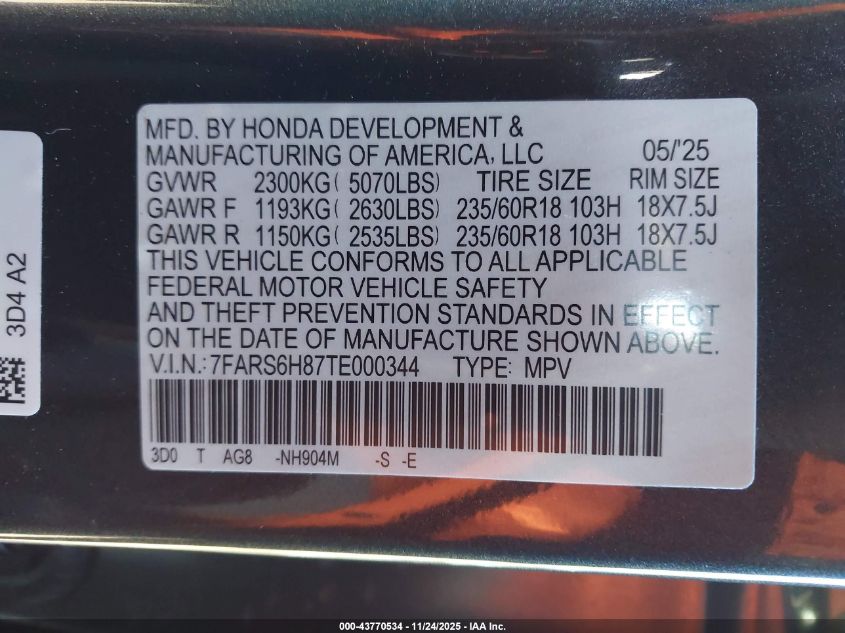 MFD. BY HONDA DEVELOPMENT &
MANUFACTURING OF AMERICA, LLC 05/'25
GVWR 2300KG( 5070LBS) TIRE SIZE RIM SIZE
GAWR F 1193KG( 2630LBS) 235/60R18 103H 18X7.5J
GAWR R 1150KG( 2535LBS) 235/60R18 103H 18X7.5J
THIS VEHICLE CONFORMS TO ALL APPLICABLE
FEDERAL MOTOR VEHICLE SAFETY
AND THEFT PREVENTION STANDARDS IN EFFECT
ON THE DATE OF MANUFACTURE SHOWN ABOVE.
V.I.N.: 7FARS6H87TE000344 TYPE: MPV
3D0 T AG8 -NH904M -S -E
3D4 A2
000-43770534 - 11/24/2025 - IAA Inc.